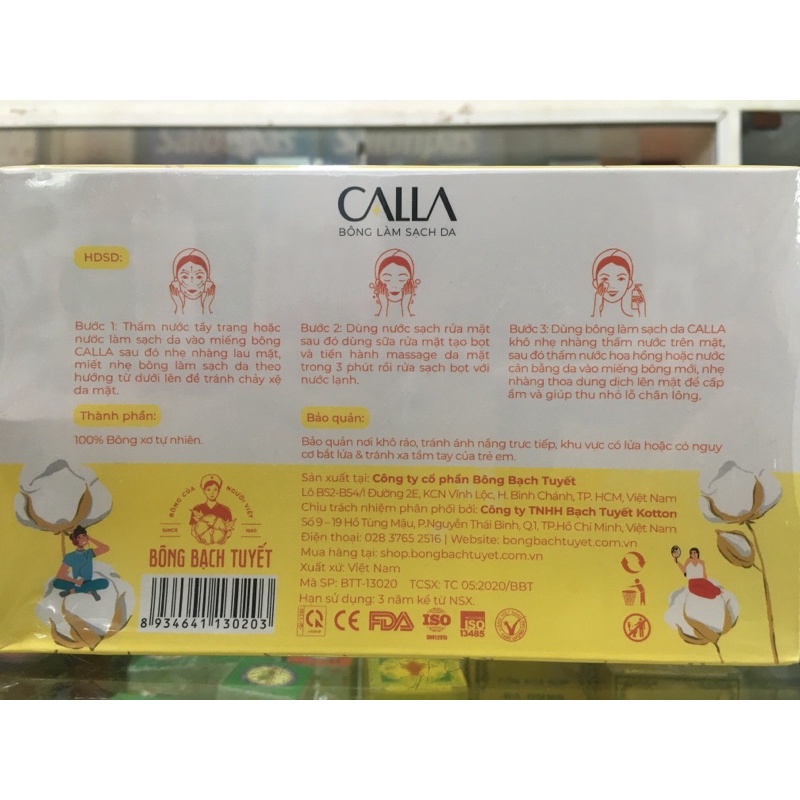 CALLA
BÔNG LÀM SẠCH DA
HDSD:
Bước 1: Thấm nước tẩy trang hoặc
nước làm sạch da vào miếng bông
CALLA sau đó nhẹ nhàng lau mặt,
miết nhẹ bông làm sạch da theo
hướng từ dưới lên để tránh chảy xệ
da mặt.
Bước 2: Dùng nước sạch rửa mặt
sau đó dùng sữa rửa mặt tạo bọt
và tiến hành massage da mặt
trong 3 phút rồi rửa sạch bọt với
nước lạnh.
Bước 3: Dùng bông làm sạch da CALLA
khô nhẹ nhàng thấm nước trên mặt,
sau đó thấm nước hoa hồng hoặc nước
cân bằng da vào miếng bông mới, nhẹ
nhàng thoa dung dịch lên mặt để cấp
ẩm và giúp thu nhỏ lỗ chân lông.
Thành phần:
100% Bông xơ tự nhiên.
Bảo quản:
Bảo quản nơi khô ráo, tránh ánh nắng trực tiếp, khu vực có lửa hoặc có nguy
cơ bắt lửa & tránh xa tầm tay của trẻ em.
BÔNG CỦA NGƯỜI VIỆT
SINCE 1960
BÔNG BẠCH TUYẾT
8 934641 130203
Sản xuất tại: Công ty cổ phần Bông Bạch Tuyết
Lô B52-B54/I Đường 2E, KCN Vĩnh Lộc, H. Bình Chánh, TP. HCM, Việt Nam
Chịu trách nhiệm phân phối bởi: Công ty TNHH Bạch Tuyết Kotton
Số 9 – 19 Hồ Tùng Mậu, P.Nguyễn Thái Bình, Q.1, TP.Hồ Chí Minh, Việt Nam
Điện thoại: 028 3765 2516 | Website: bongbachtuyet.com.vn
Mua hàng tại: shop.bongbachtuyet.com.vn
Xuất xứ: Việt Nam
Mã SP: BTT-13020 TCSX: TC 05:2020/BBT
Hạn sử dụng: 3 năm kể từ NSX.
CE FDA ISO ISO 13485